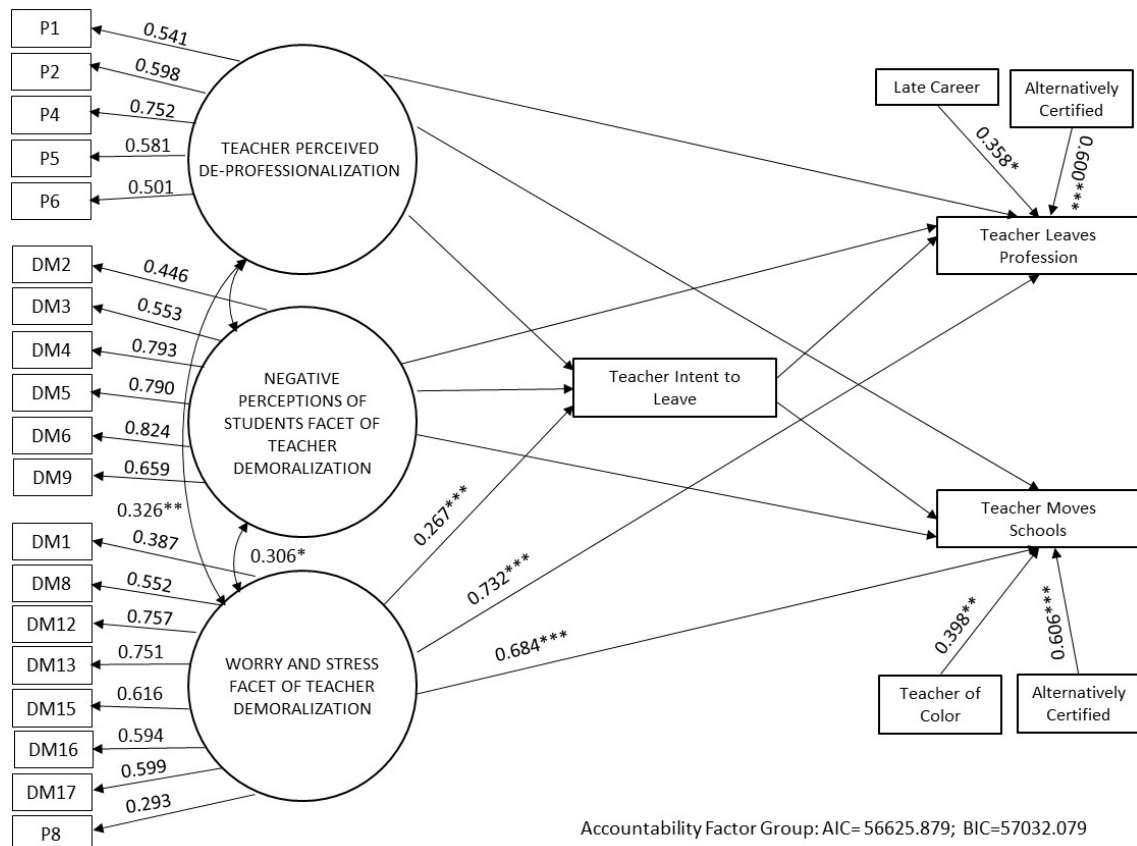 P1
0.541
P2
0.598
P4
0.752
P5
0.581
P6
0.501
TEACHER PERCEIVED
DE-PROFESSIONALIZATION
DM2
0.446
DM3
0.553
DM4
0.793
DM5
0.790
DM6
0.824
DM9
0.659
NEGATIVE
PERCEPTIONS OF
STUDENTS FACET OF
TEACHER
DEMORALIZATION
0.326**
0.306*
DM1
0.387
DM8
0.552
DM12
0.757
DM13
0.751
DM15
0.616
DM16
0.594
DM17
0.599
P8
0.293
WORRY AND STRESS
FACET OF TEACHER
DEMORALIZATION
Teacher Intent to
Leave
0.267***
0.732***
0.684***
Late Career
Alternatively
Certified
0.358*
0.600***
Teacher Leaves
Profession
Teacher Moves
Schools
0.398**
0.609***
Teacher of
Color
Alternatively
Certified
Accountability Factor Group: AIC= 56625.879; BIC=57032.079